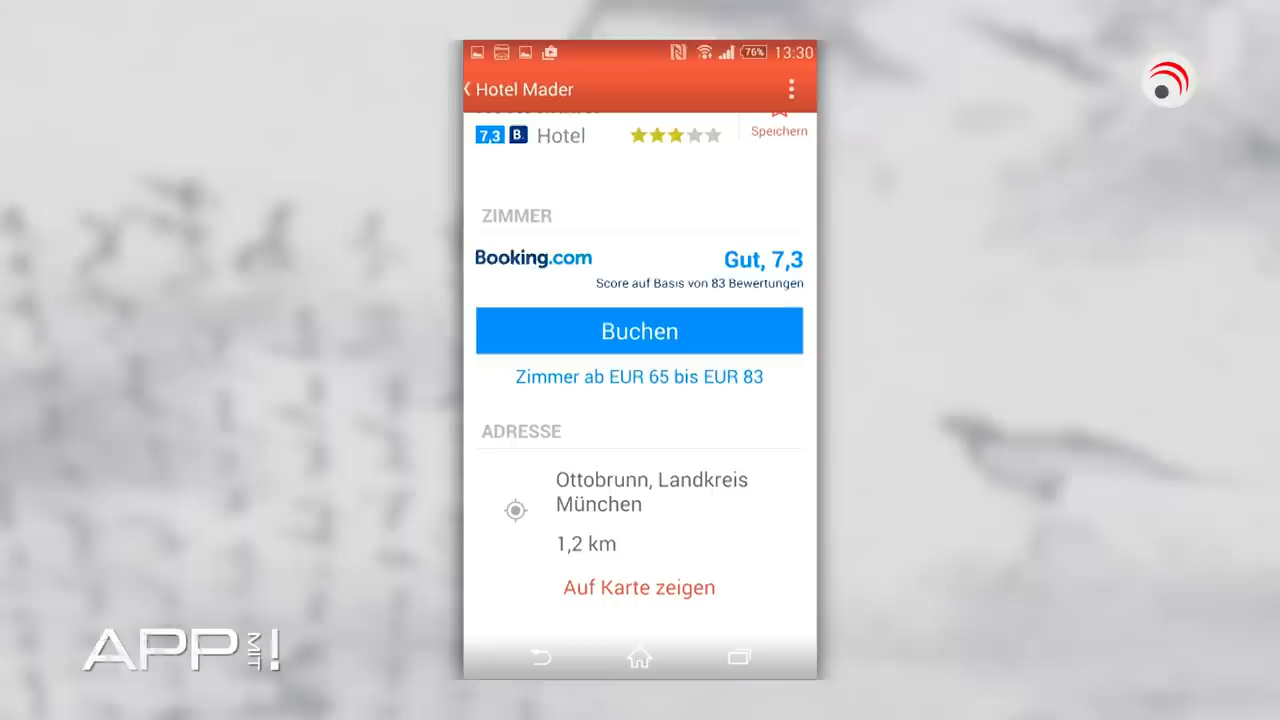 76%
13:30
Hotel Mader
7,3 B. Hotel
Speichern
ZIMMER
Booking.com
Gut, 7,3
Score auf Basis von 83 Bewertungen
Buchen
Zimmer ab EUR 65 bis EUR 83
ADRESSE
Ottobrunn, Landkreis
München
1,2 km
Auf Karte zeigen
APP MIT!